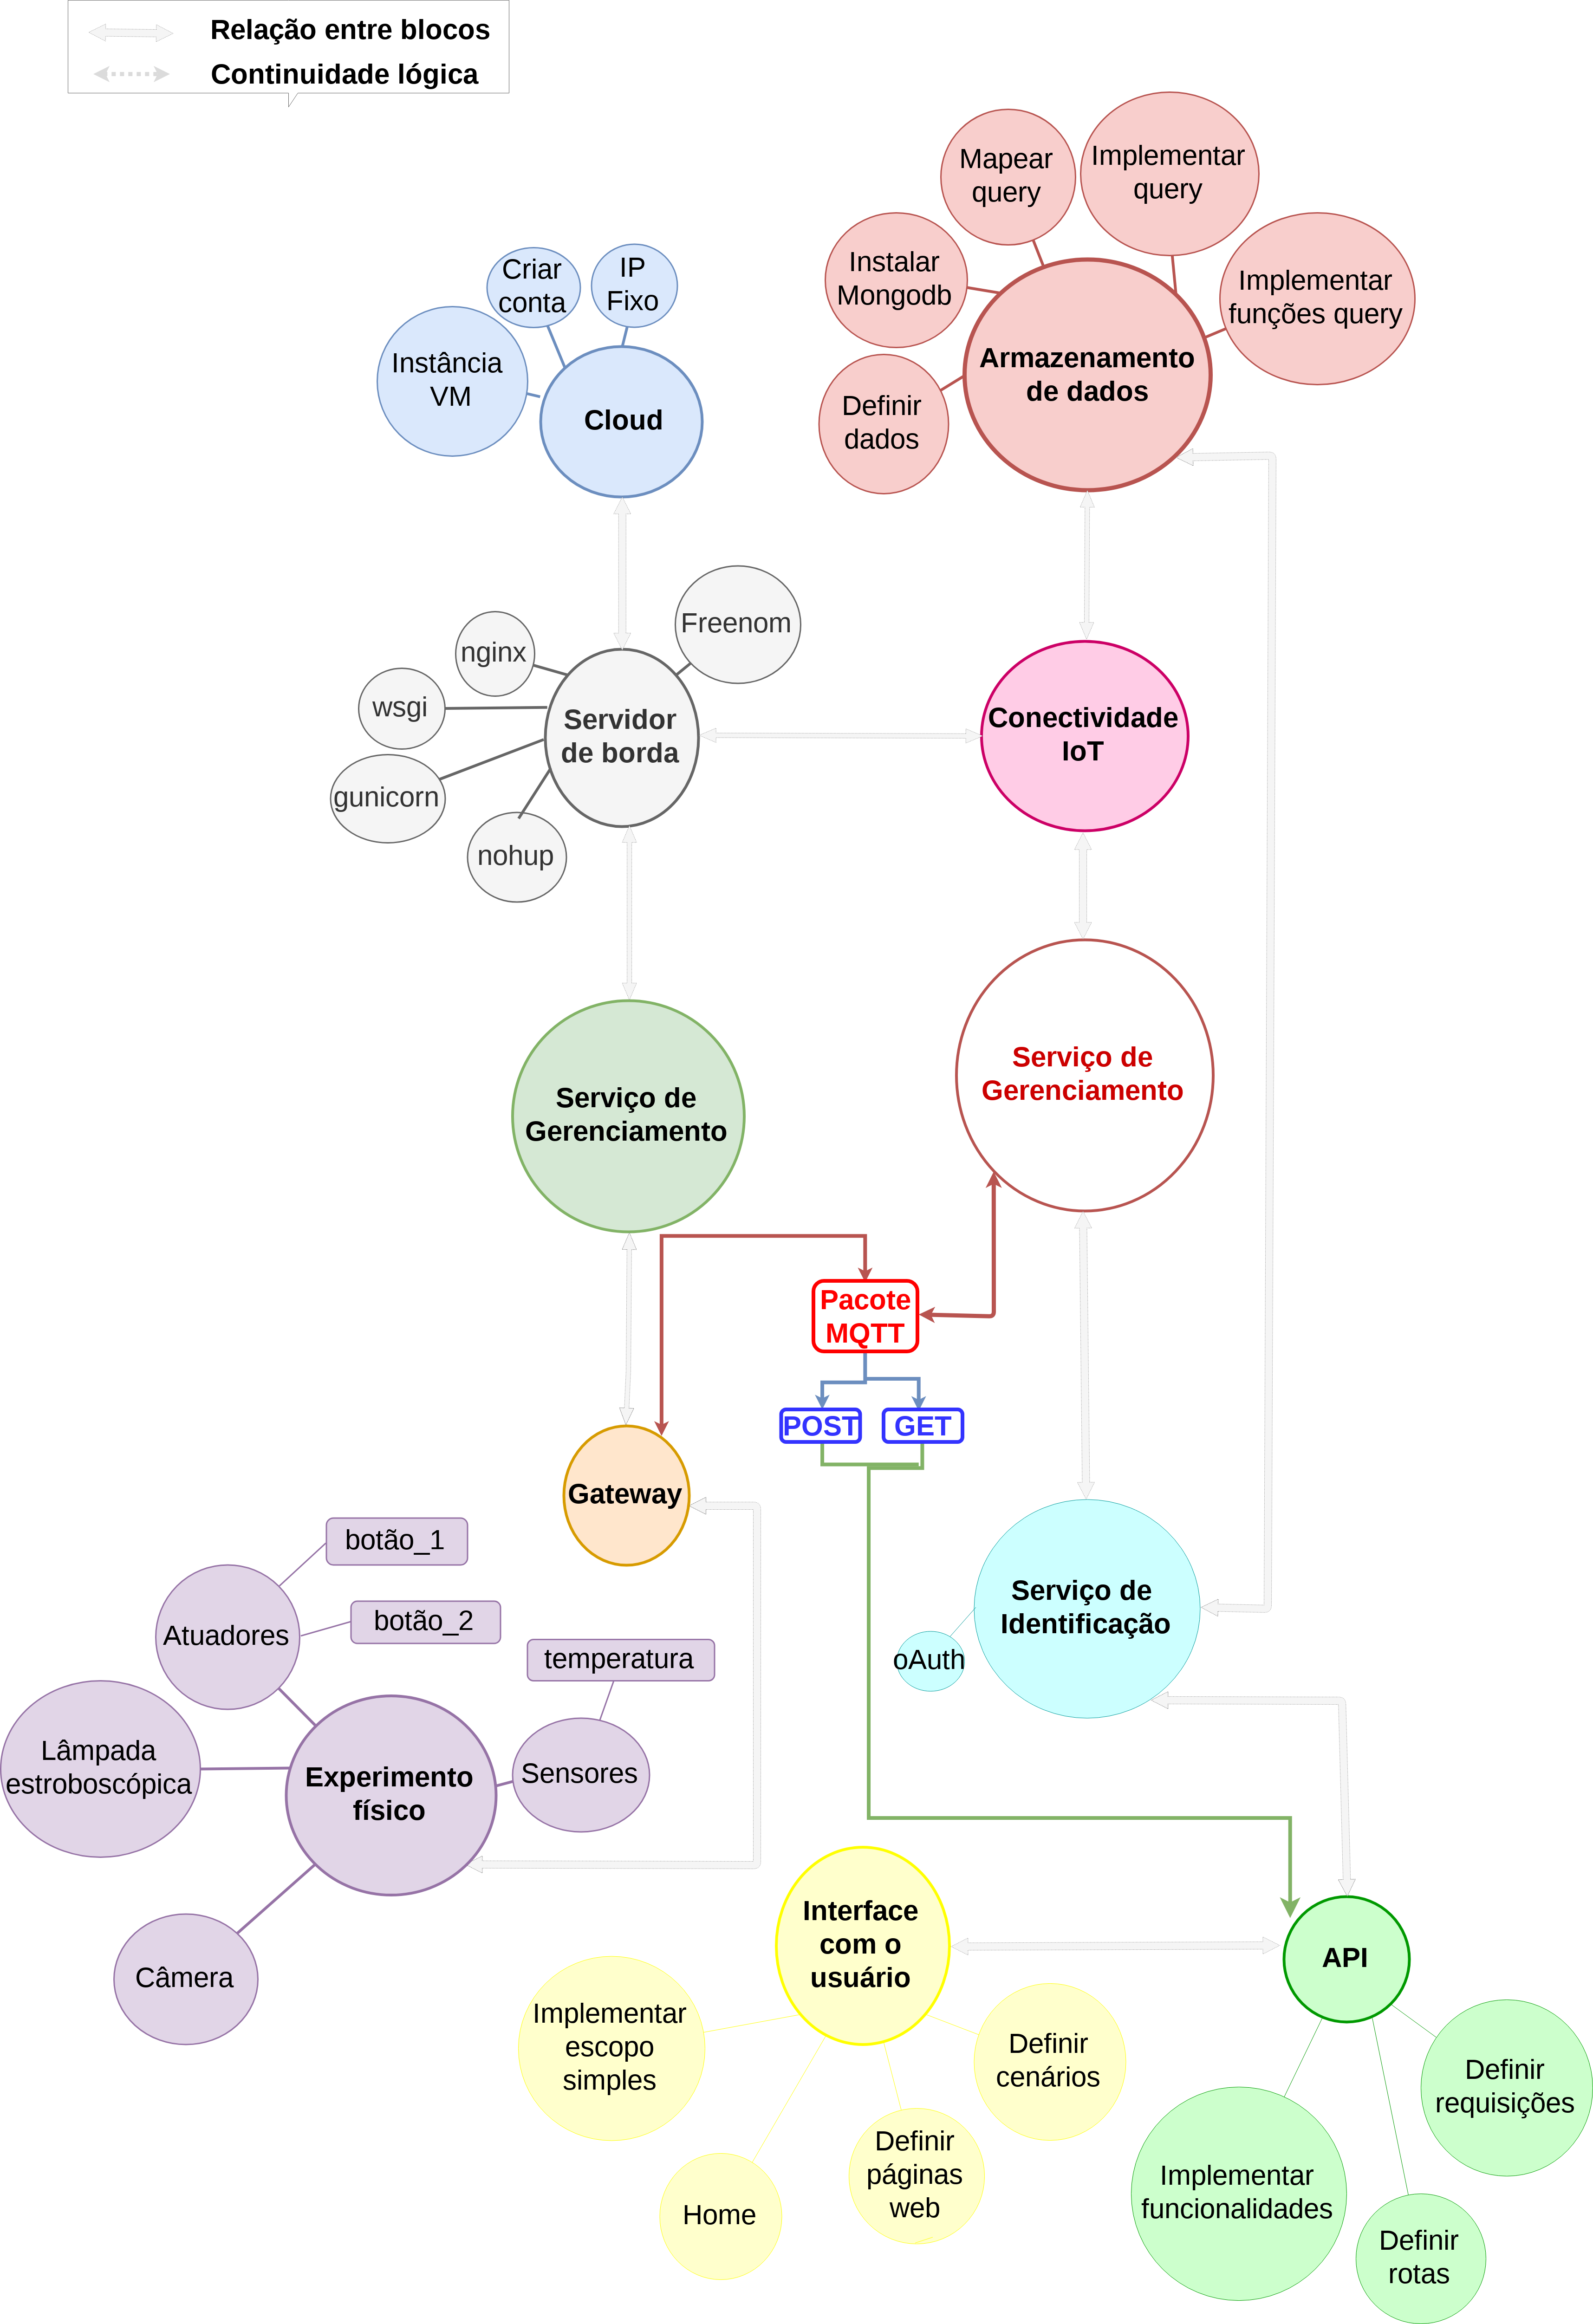 Relação entre blocos
Continuidade lógica
Mapear
query
Implementar
query
Instalar
Mongodb
Implementar
funções query
Definir
dados
Armazenamento
de dados
Criar
conta
IP
Fixo
Instância
VM
Cloud
Freenom
nginx
wsgi
gunicorn
nohup
Servidor
de borda
Conectividade
IoT
Serviço de
Gerenciamento
Serviço de
Gerenciamento
Pacote
MQTT
POST
GET
Gateway
botão_1
botão_2
Atuadores
temperatura
Sensores
Lâmpada
estroboscópica
Experimento
físico
Câmera
Serviço de
Identificação
oAuth
Interface
com o
usuário
API
Implementar
escopo
simples
Home
Definir
páginas
web
Definir
cenários
Definir
requisições
Implementar
funcionalidades
Definir
rotas